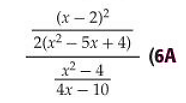 (x − 2)²
2(x² − 5x + 4)
x² − 4
4x − 10
(6A